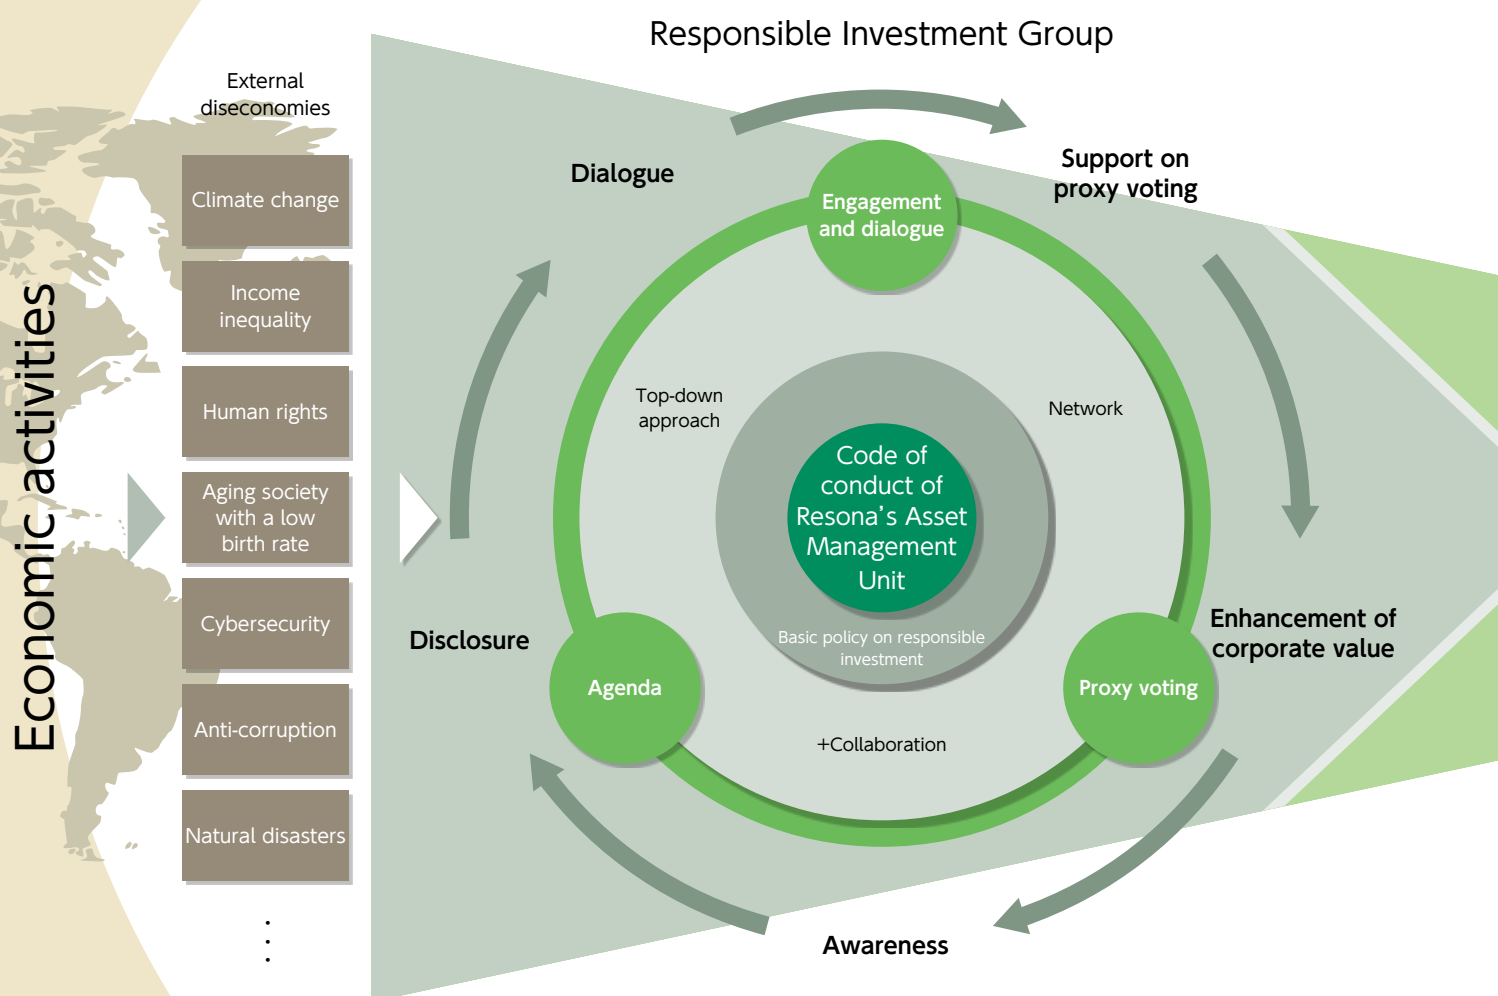 Responsible Investment Group
Economic activities
External
diseconomies
Climate change
Income
inequality
Human rights
Aging society
with a low
birth rate
Cybersecurity
Anti-corruption
Natural disasters
Dialogue
Support on
proxy voting
Enhancement of
corporate value
Awareness
Disclosure
Engagement
and dialogue
Proxy voting
Agenda
Top-down
approach
Network
+Collaboration
Code of
conduct of
Resona’s Asset
Management
Unit
Basic policy on responsible
investment